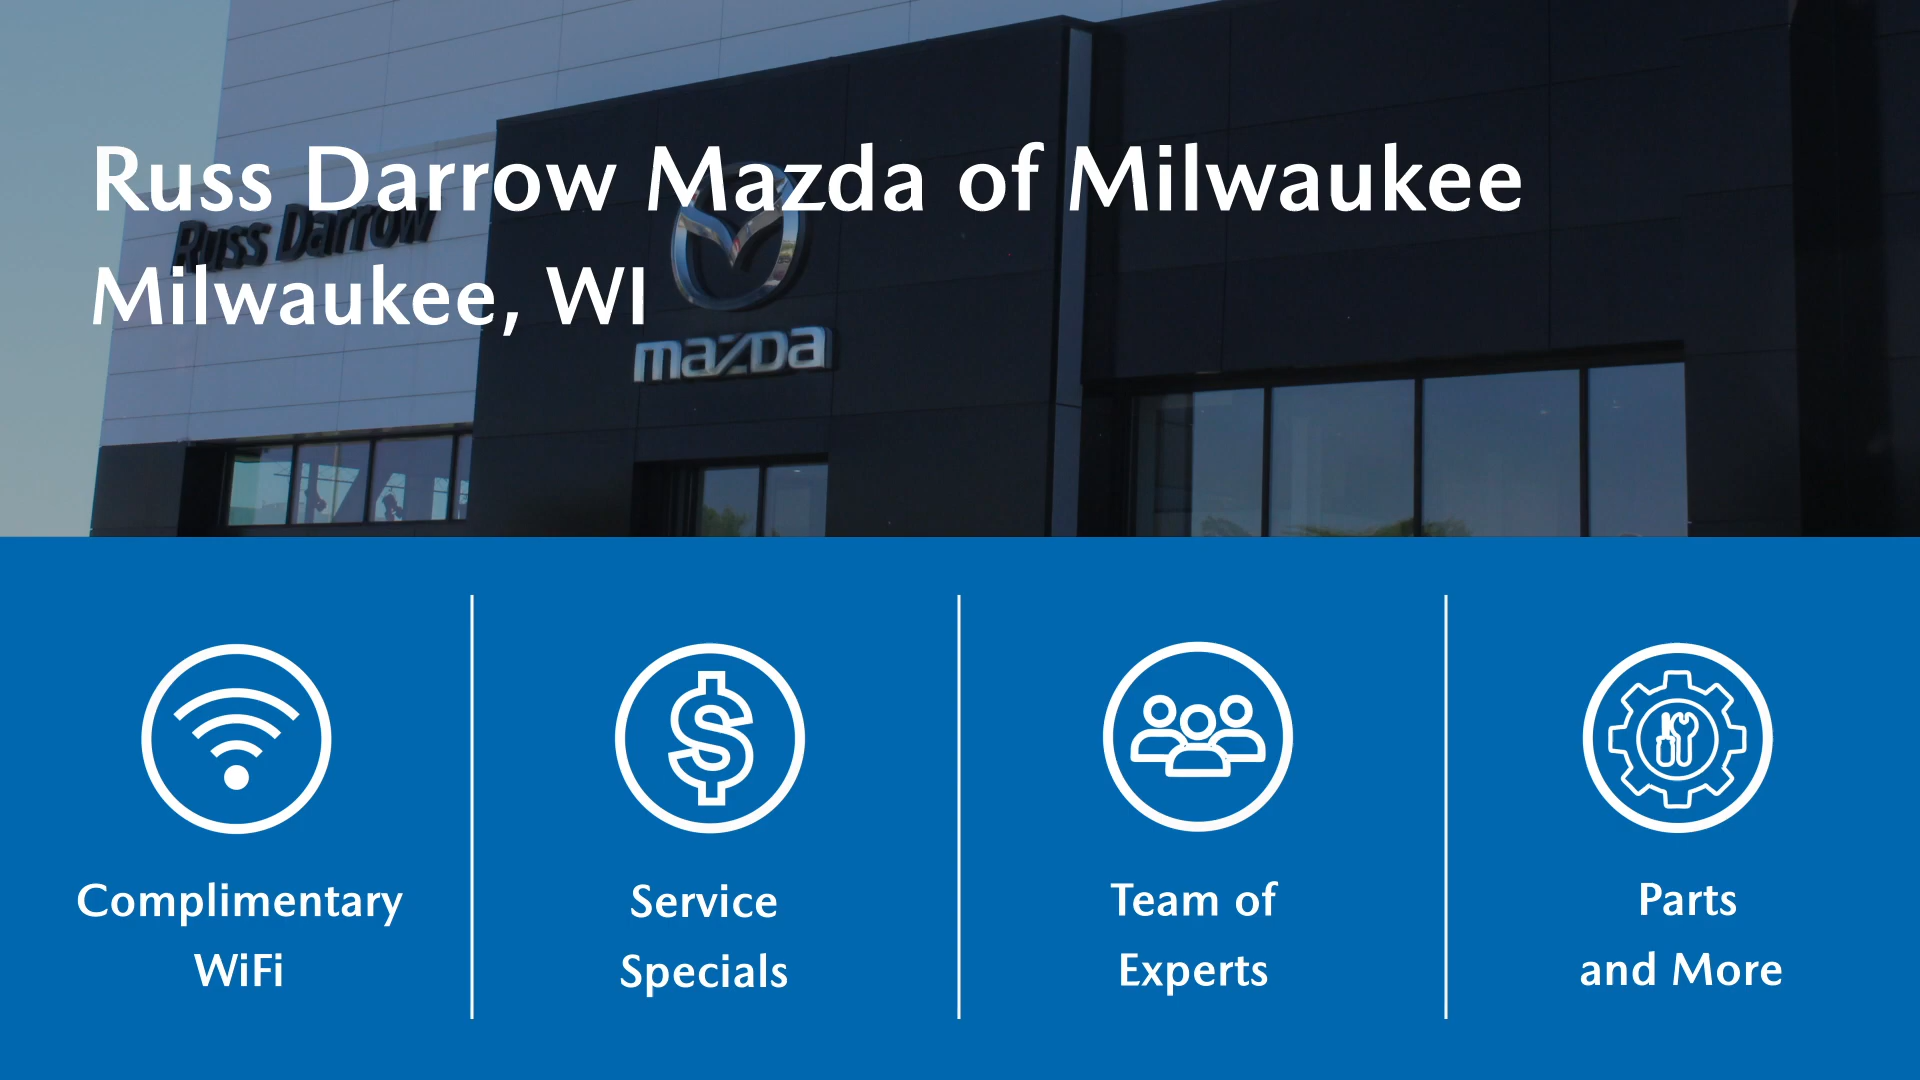 Russ Darrow Mazda of Milwaukee
Russ Darrow
Milwaukee, WI
mazda
Complimentary
WiFi
Service
Specials
Team of
Experts
Parts
and More